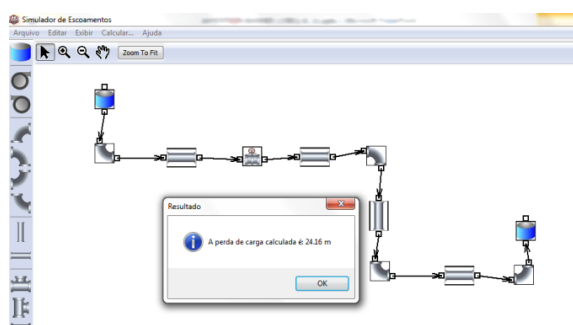 Simulador de Escoamentos
Arquivo Editar Exibir Calcular... Ajuda
Zoom To Fit
Resultado
A perda de carga calculada é: 24.16 m
OK